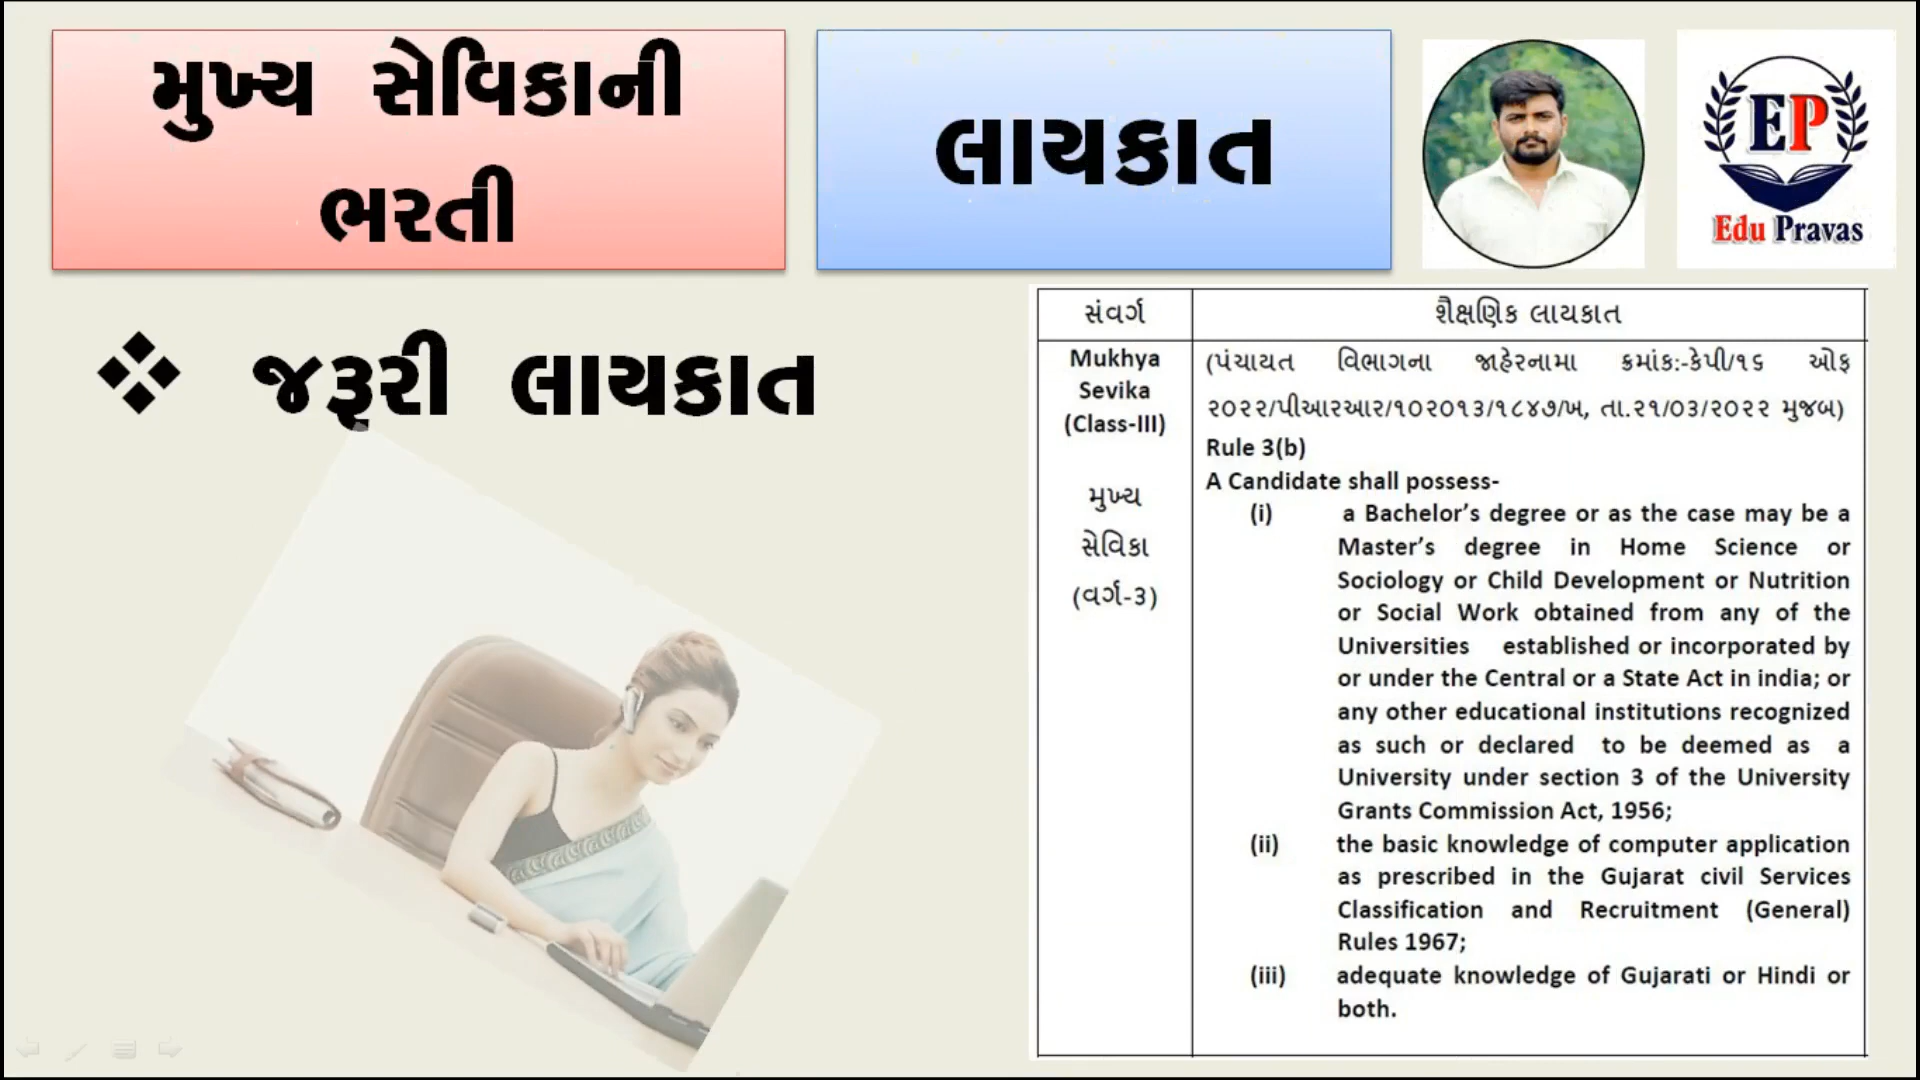 મુખ્ય સેવિકાની
ભરતી
લાયકાત
EP
Edu Pravas
❖ જરૂરી લાયકાત
સંવર્ગ
શૈક્ષણિક લાયકાત
Mukhya
Sevika
(Class-III)
મુખ્ય
સેવિકા
(વર્ગ-૩)
(પંચાયત વિભાગના જાહેરનામા ક્રમાંક:-કેપી/૧૬ ઓફ
૨૦૨૨/પીઆરઆર/૧૦૨૦૧૩/૧૮૪૭/ખ, તા.૨૧/૦૩/૨૦૨૨ મુજબ)
Rule 3(b)
A Candidate shall possess-
(i) a Bachelor’s degree or as the case may be a
Master’s degree in Home Science or
Sociology or Child Development or Nutrition
or Social Work obtained from any of the
Universities established or incorporated by
or under the Central or a State Act in india; or
any other educational institutions recognized
as such or declared to be deemed as a
University under section 3 of the University
Grants Commission Act, 1956;
(ii) the basic knowledge of computer application
as prescribed in the Gujarat civil Services
Classification and Recruitment (General)
Rules 1967;
(iii) adequate knowledge of Gujarati or Hindi or
both.